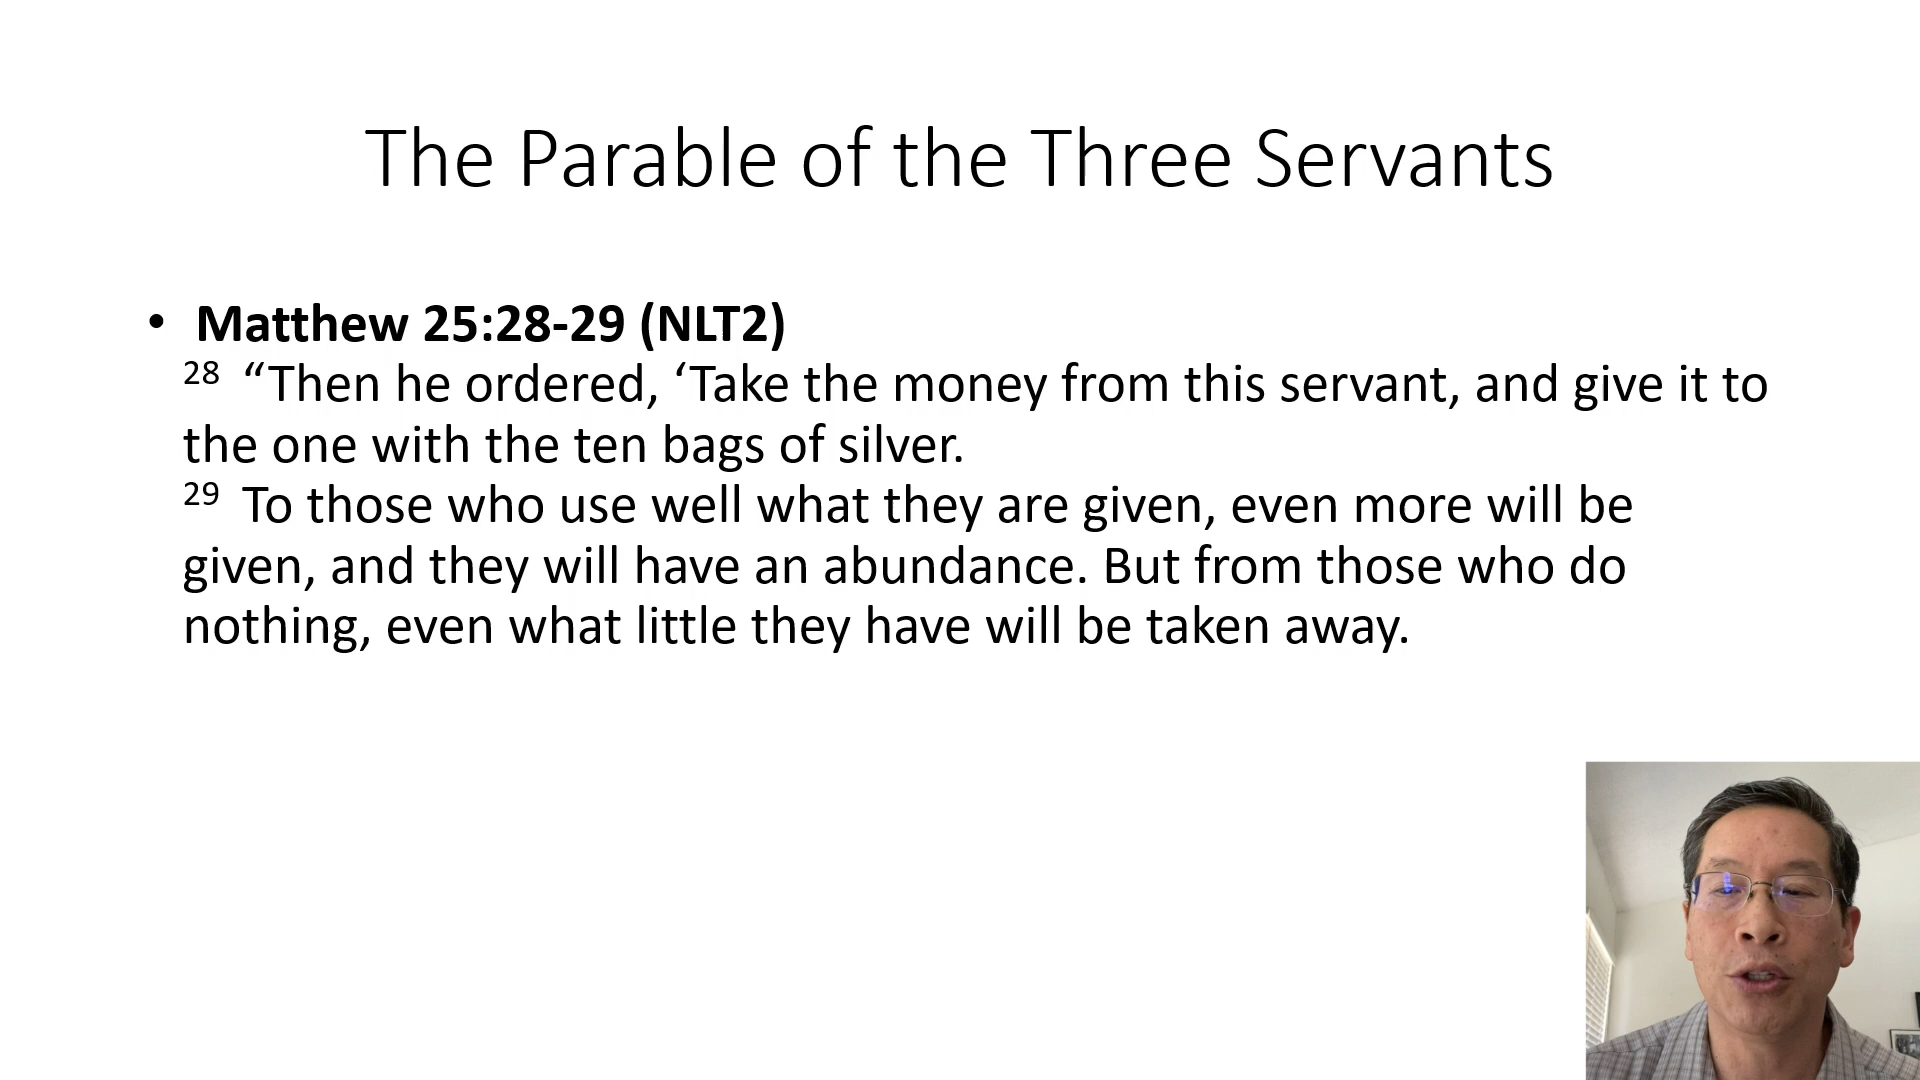 The Parable of the Three Servants
• Matthew 25:28-29 (NLT2)
28 “Then he ordered, ‘Take the money from this servant, and give it to
the one with the ten bags of silver.
29 To those who use well what they are given, even more will be
given, and they will have an abundance. But from those who do
nothing, even what little they have will be taken away.